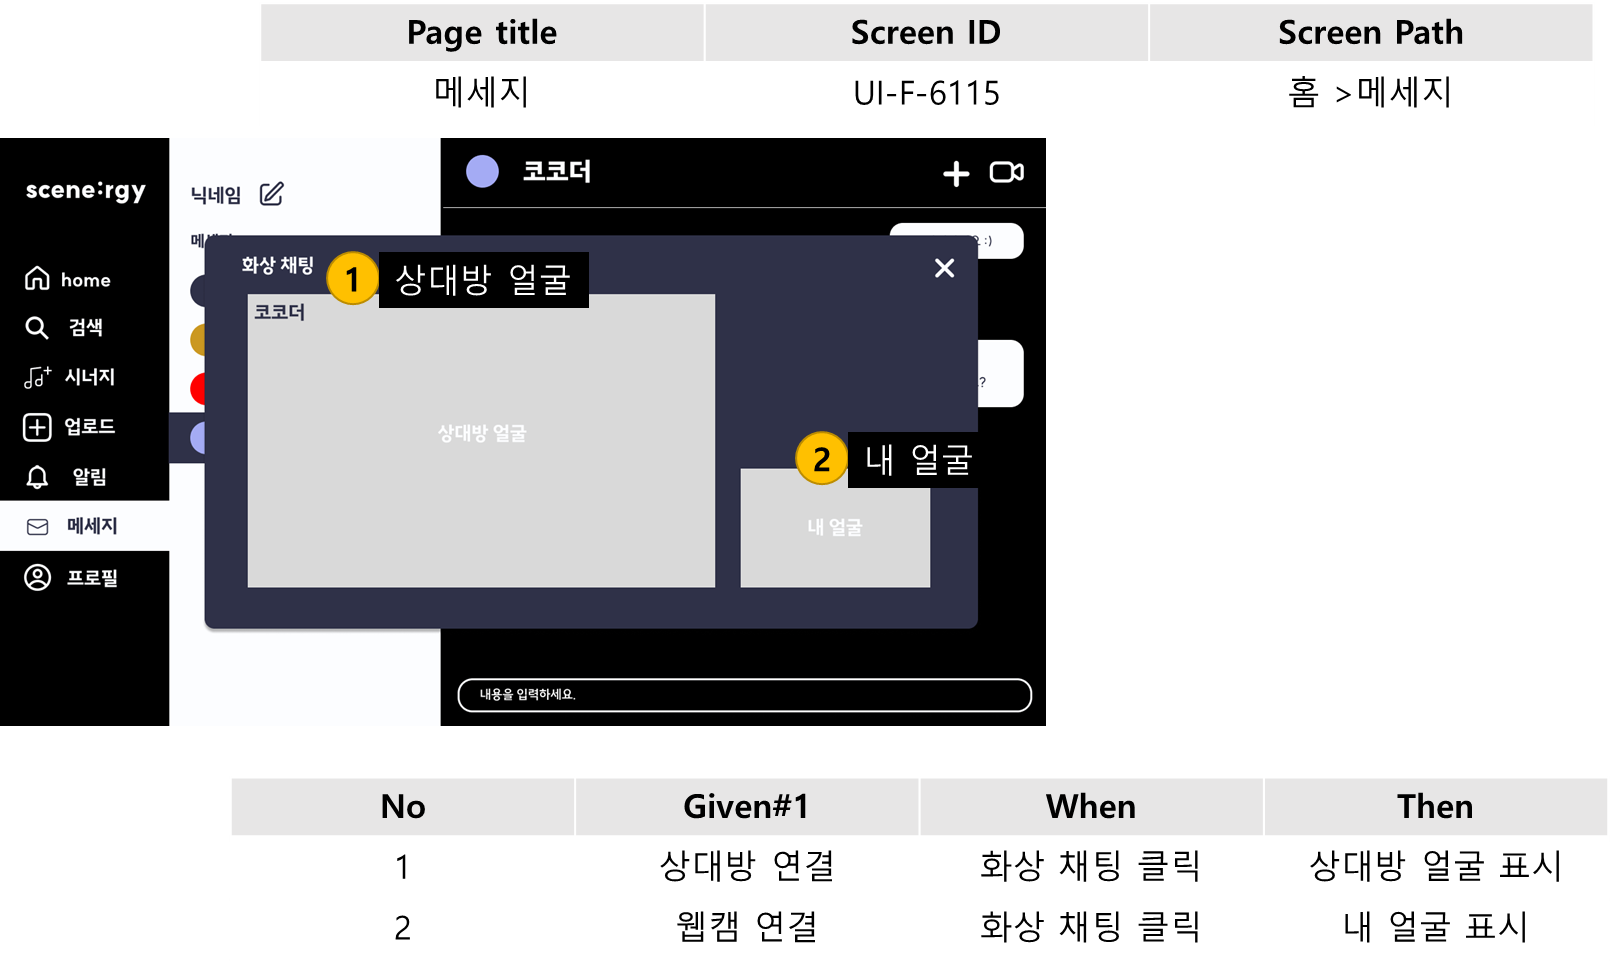 Page title Screen ID Screen Path
메세지 UI-F-6115 홈 >메세지
scene:rgy
home
검색
시너지
업로드
알림
메세지
프로필
닉네임
코코더
:)
?
화상 채팅
1 상대방 얼굴
코코더
상대방 얼굴
2 내 얼굴
내 얼굴
내용을 입력하세요.
No Given#1 When Then
1 상대방 연결 화상 채팅 클릭 상대방 얼굴 표시
2 웹캠 연결 화상 채팅 클릭 내 얼굴 표시